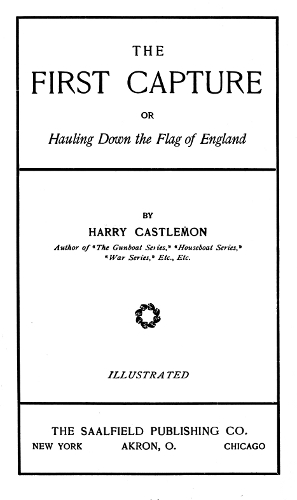 THE
FIRST CAPTURE
OR
Hauling Down the Flag of England
BY
HARRY CASTLEMON
Author of "The Gunboat Series," "Houseboat Series,"
"War Series," Etc., Etc.
ILLUSTRATED
THE SAALFIELD PUBLISHING CO.
NEW YORK AKRON, O. CHICAGO